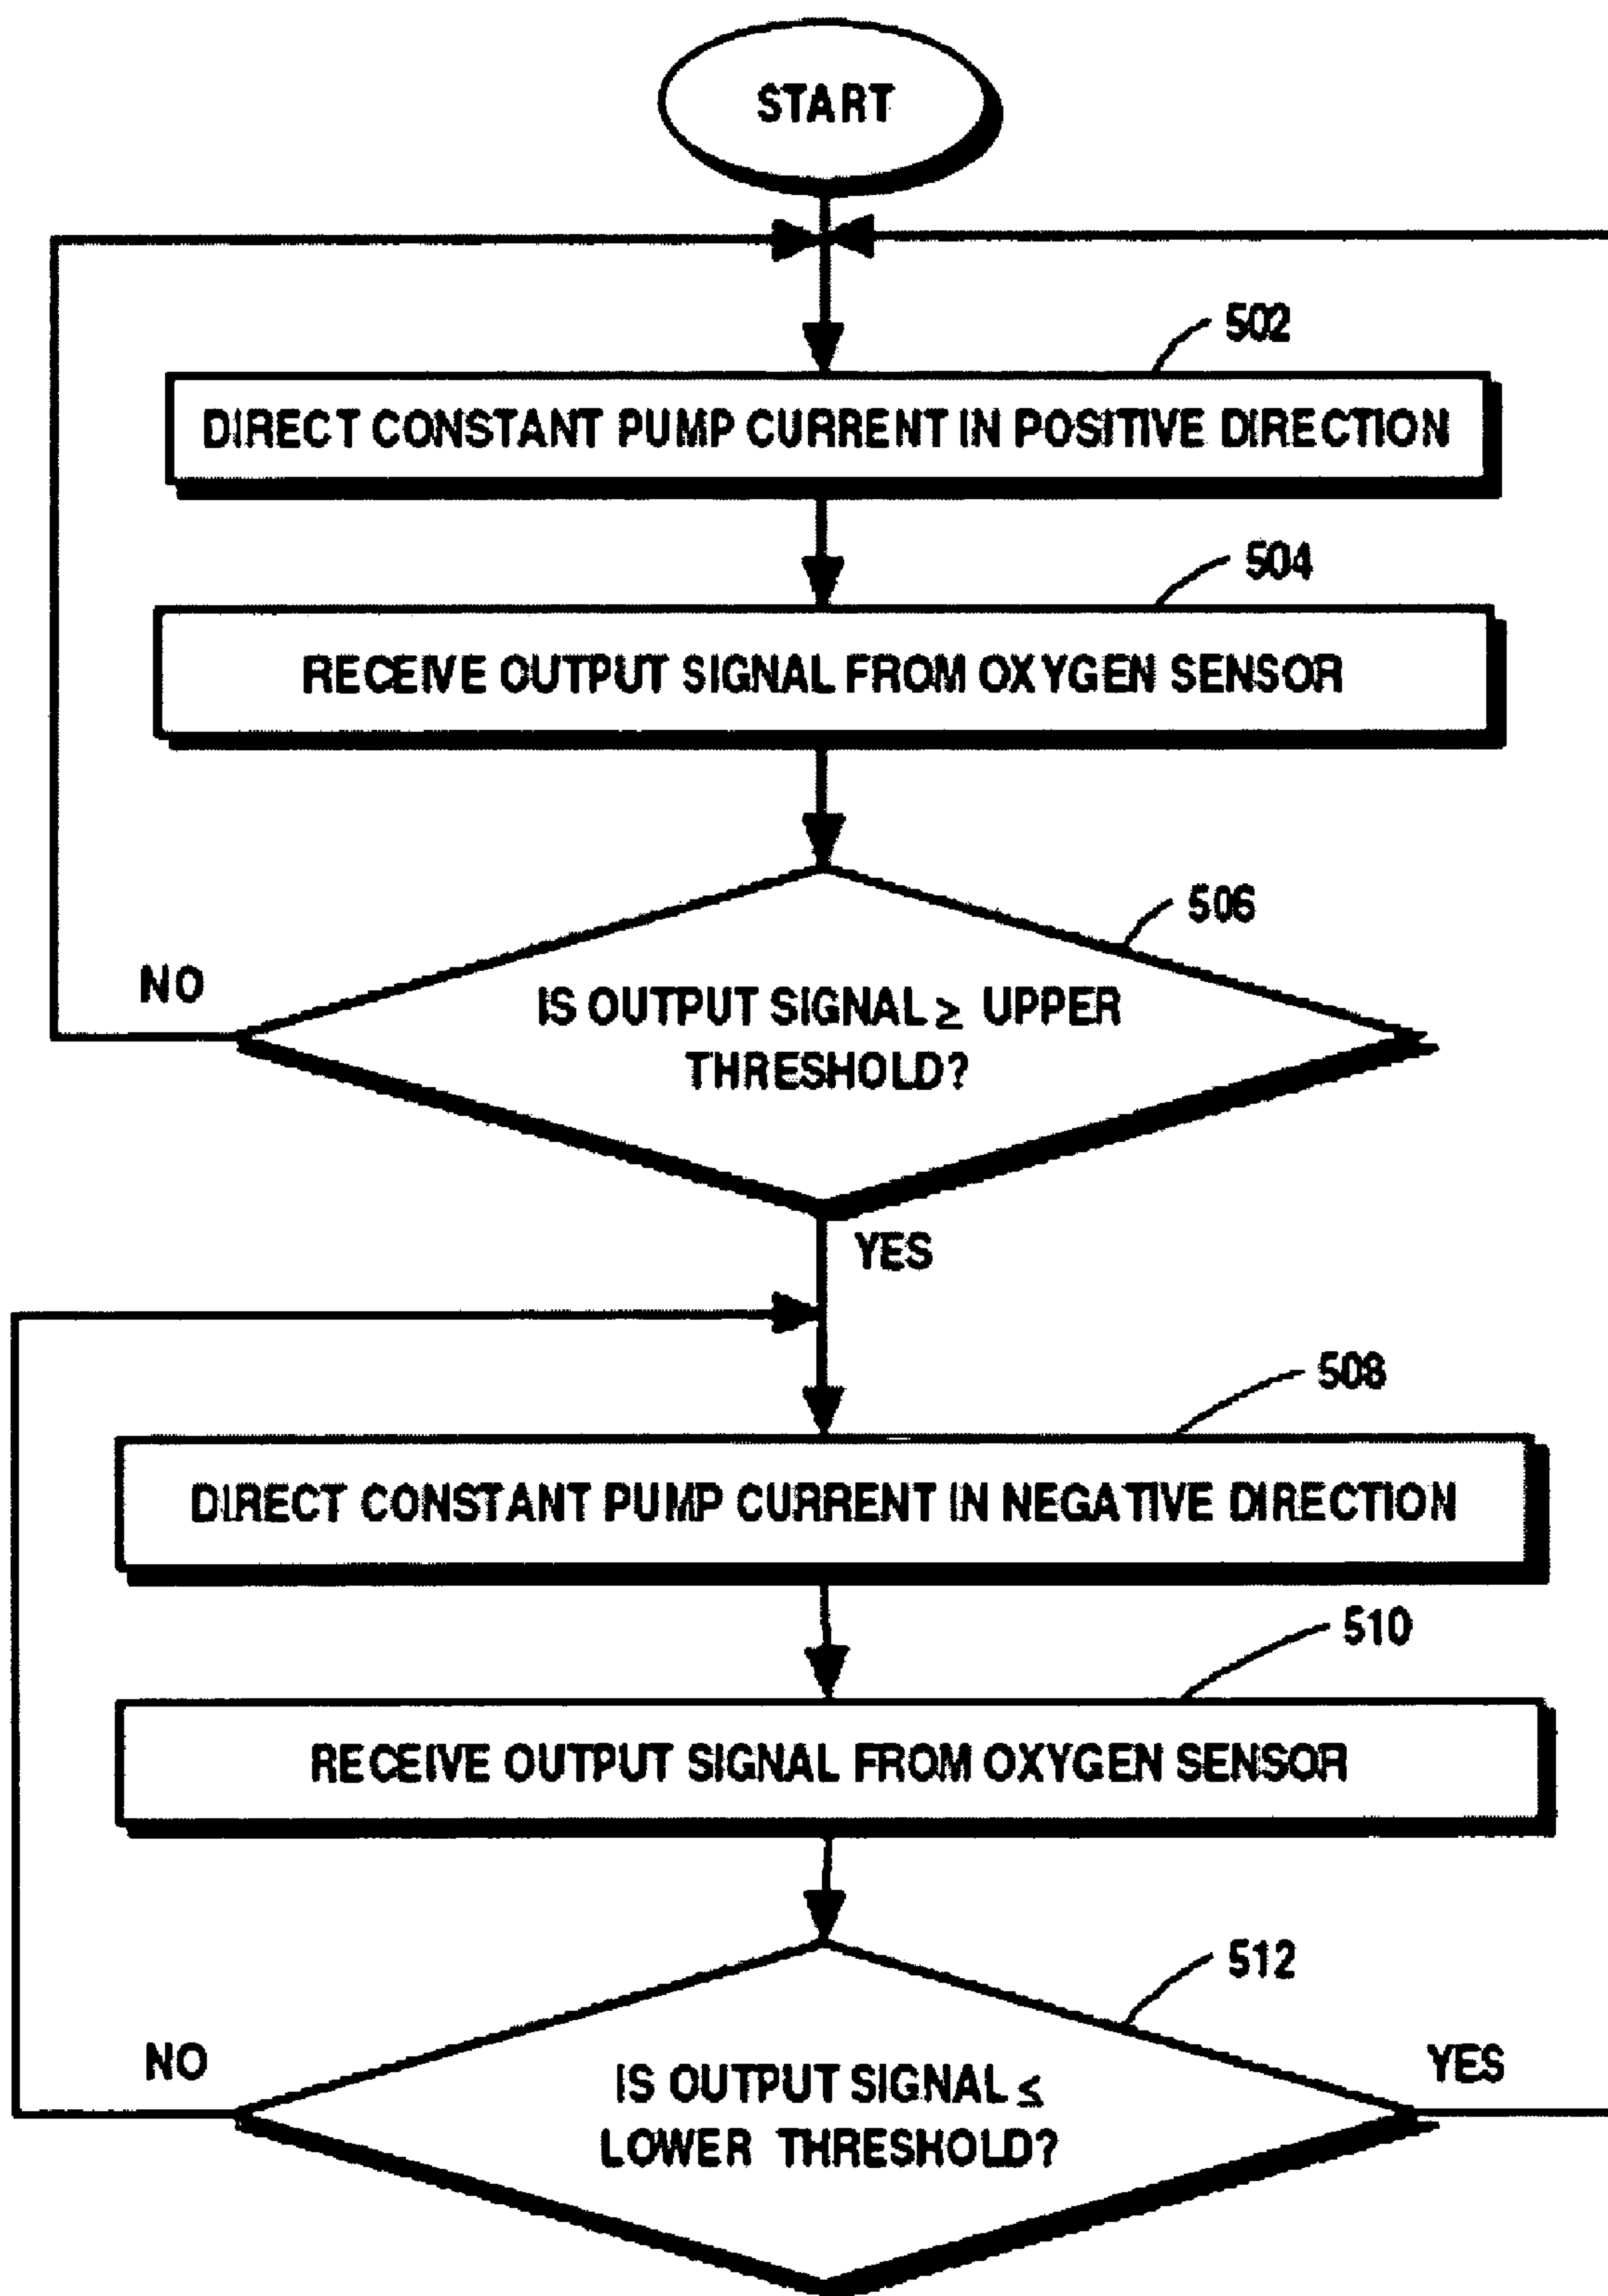 START
502
DIRECT CONSTANT PUMP CURRENT IN POSITIVE DIRECTION
504
RECEIVE OUTPUT SIGNAL FROM OXYGEN SENSOR
506
NO
IS OUTPUT SIGNAL ≥ UPPER
THRESHOLD?
YES
508
DIRECT CONSTANT PUMP CURRENT IN NEGATIVE DIRECTION
510
RECEIVE OUTPUT SIGNAL FROM OXYGEN SENSOR
512
NO
YES
IS OUTPUT SIGNAL ≤
LOWER THRESHOLD?